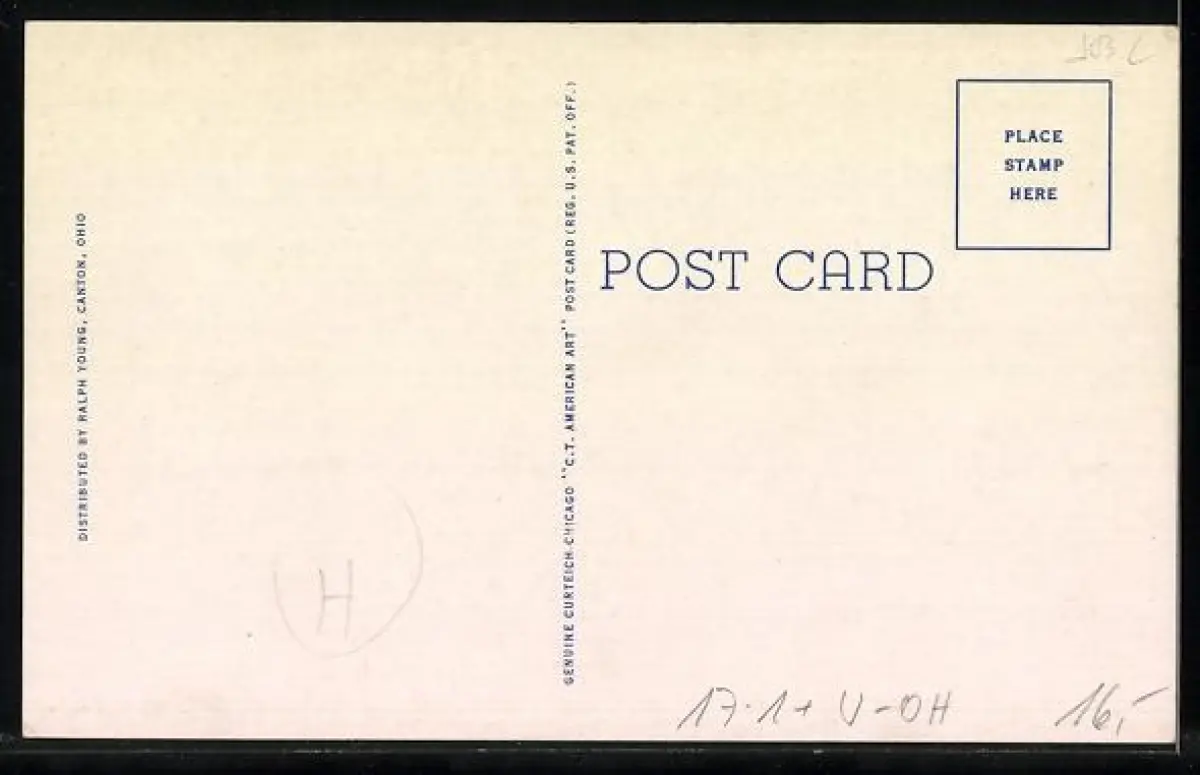 DISTRIBUTED BY RALPH YOUNG, CANTON, OHIO
H
GENUINE CURTEICH-CHICAGO "C.T. AMERICAN ART" POST CARD (REG. U.S. PAT. OFF.)
PLACE
STAMP
HERE
POST CARD
17.1+ U-OH
16,-